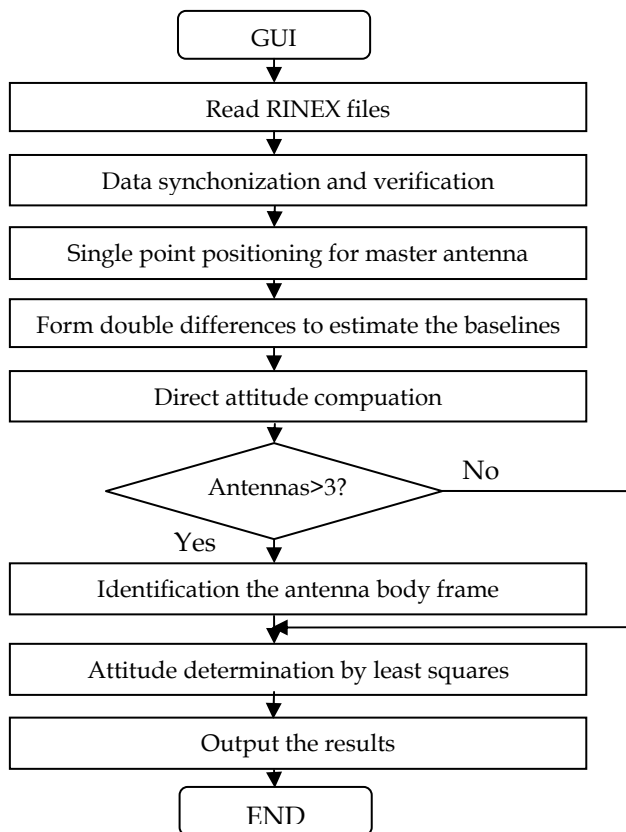 GUI
Read RINEX files
Data synchonization and verification
Single point positioning for master antenna
Form double differences to estimate the baselines
Direct attitude compuation
Antennas>3?
No
Yes
Identification the antenna body frame
Attitude determination by least squares
Output the results
END